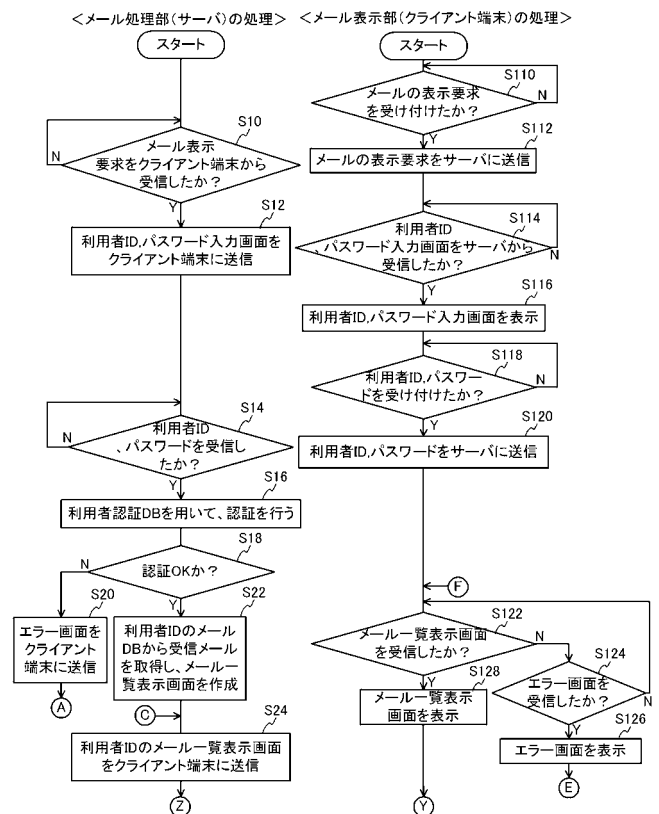 ＜メール処理部（サーバ）の処理＞
スタート
S10
メール表示
要求をクライアント端末から
受信したか？
N
Y
S12
利用者ID,パスワード入力画面を
クライアント端末に送信
S14
利用者ID
、パスワードを受信し
たか？
N
Y
S16
利用者認証DBを用いて、認証を行う
S18
認証OKか？
N
Y
S20
エラー画面を
クライアント
端末に送信
A
S22
利用者IDのメール
DBから受信メール
を取得し、メール一
覧表示画面を作成
C
S24
利用者IDのメール一覧表示画面
をクライアント端末に送信
Z
＜メール表示部（クライアント端末）の処理＞
スタート
S110
メールの表示要求
を受け付けたか？
N
Y
S112
メールの表示要求をサーバに送信
S114
利用者ID
、パスワード入力画面をサーバから
受信したか？
N
Y
S116
利用者ID,パスワード入力画面を表示
S118
利用者ID,パスワー
ドを受け付けたか？
N
Y
S120
利用者ID,パスワードをサーバに送信
F
S122
メール一覧表示画面
を受信したか？
N
Y
S128
メール一覧表示
画面を表示
Y
S124
エラー画面を
受信したか？
N
Y
S126
エラー画面を表示
E